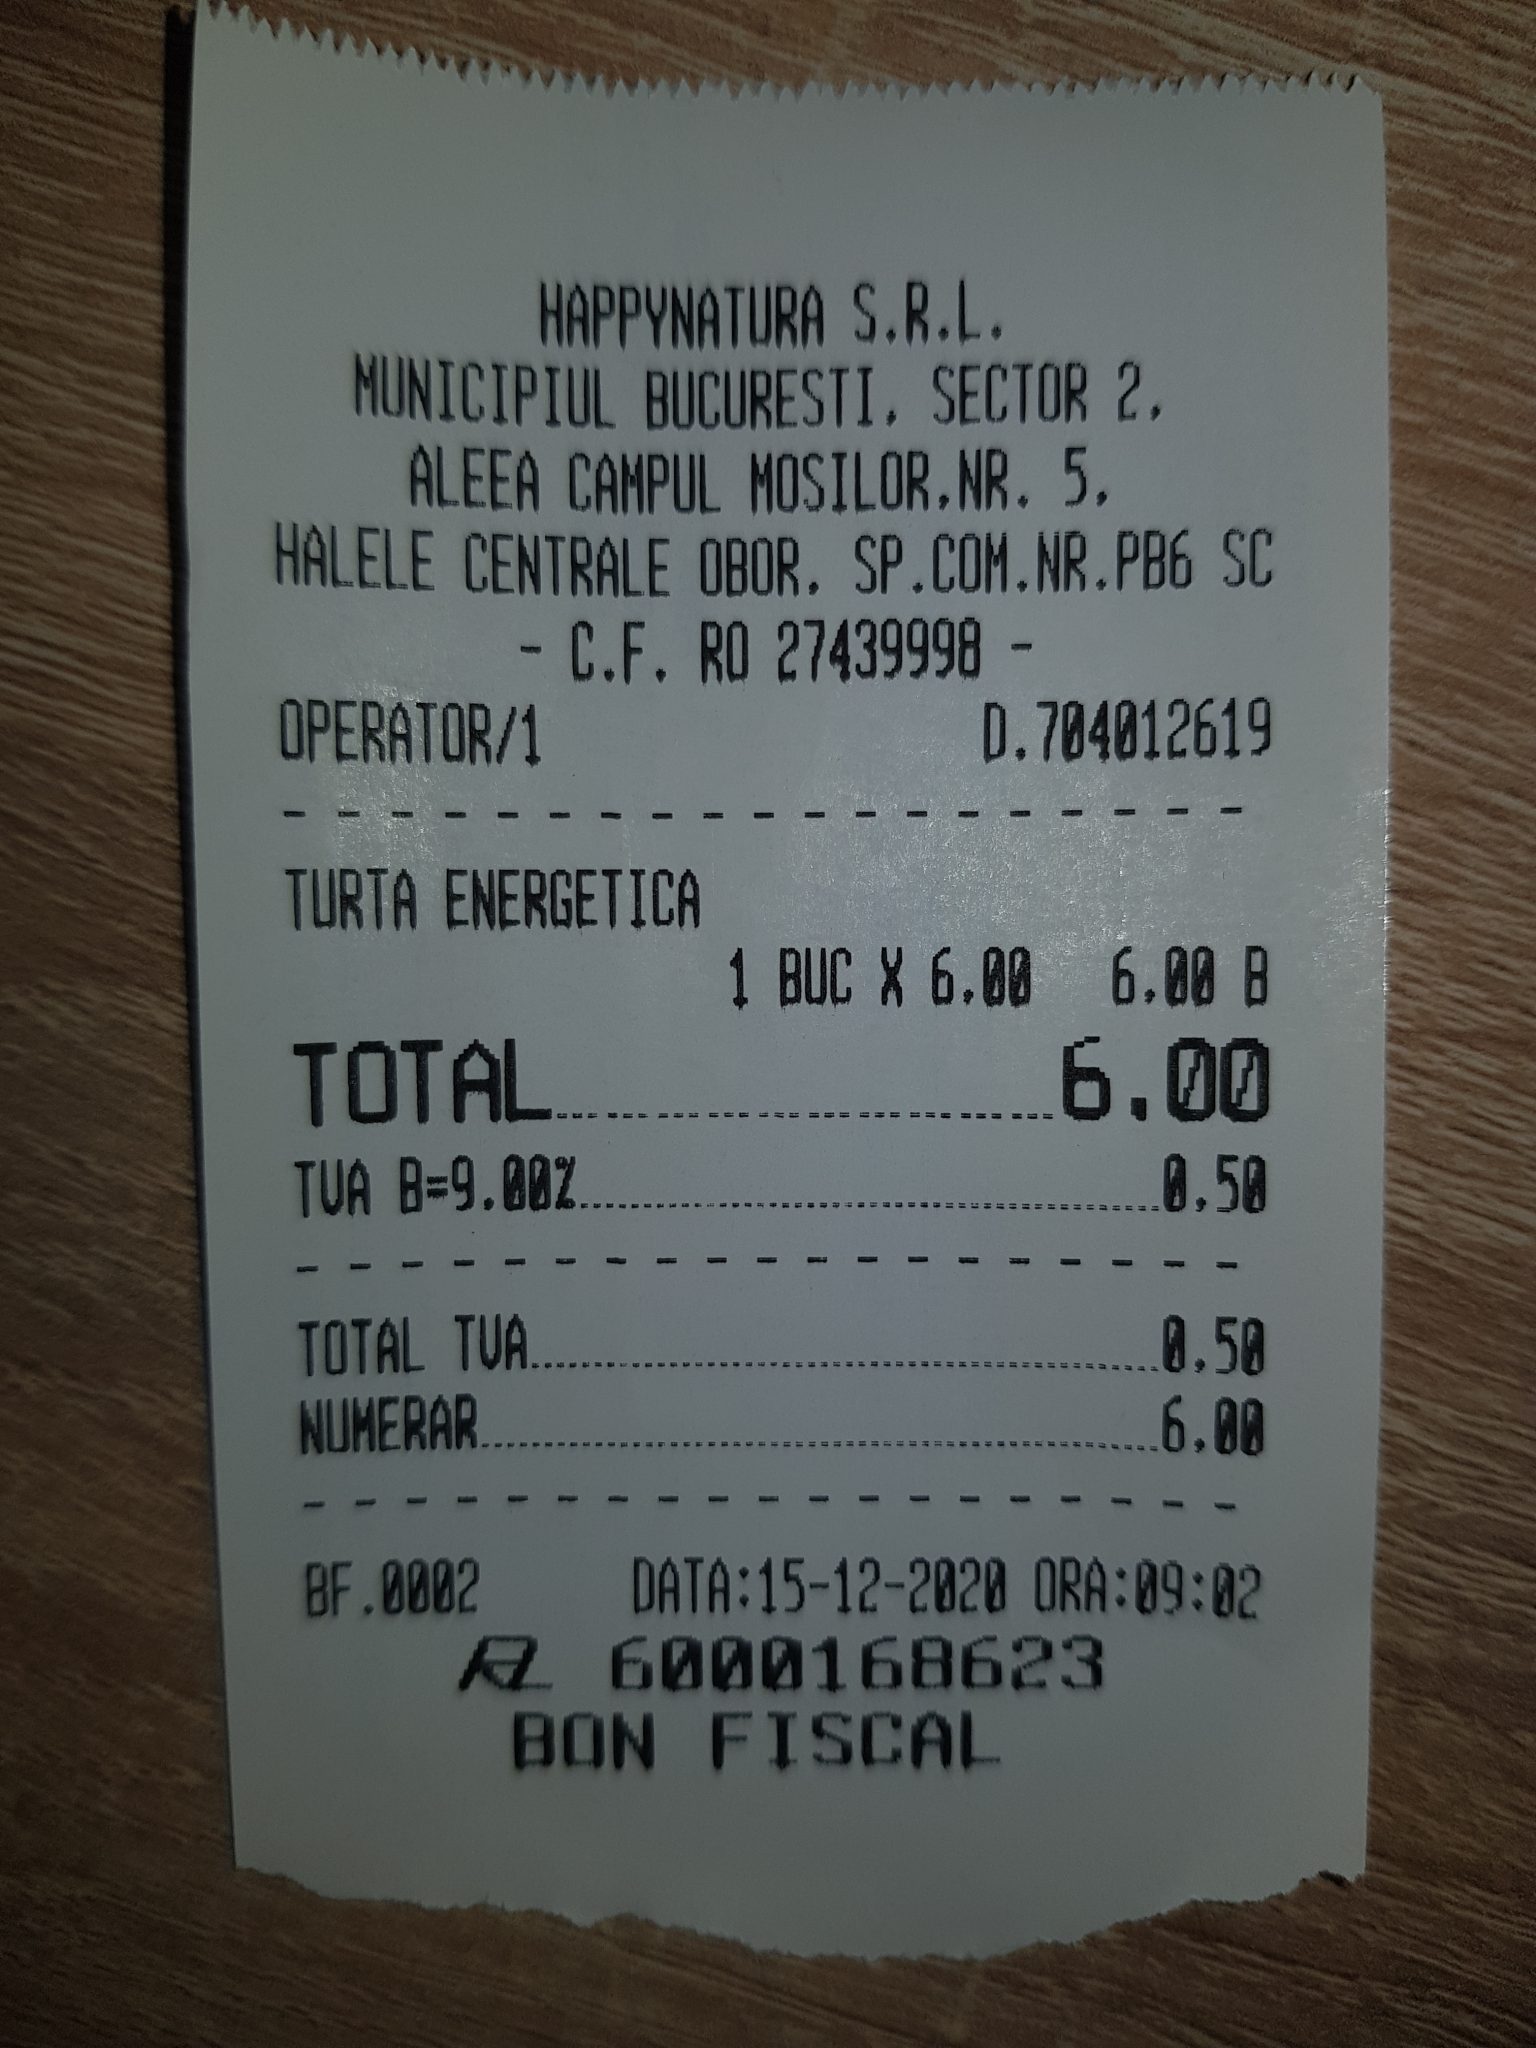 HAPPYNATURA S.R.L.
MUNICIPIUL BUCURESTI, SECTOR 2,
ALEEA CAMPUL MOSILOR,NR. 5,
HALELE CENTRALE OBOR, SP.COM.NR.PB6 SC
- C.F. RO 27439998 -
OPERATOR/1 D.704012619
TURTA ENERGETICA
1 BUC X 6.00 6.00 B
TOTAL 6.00
TVA B=9.00% 0.50
TOTAL TVA 0.50
NUMERAR 6.00
BF.0002 DATA:15-12-2020 ORA:09:02
6000168623
BON FISCAL